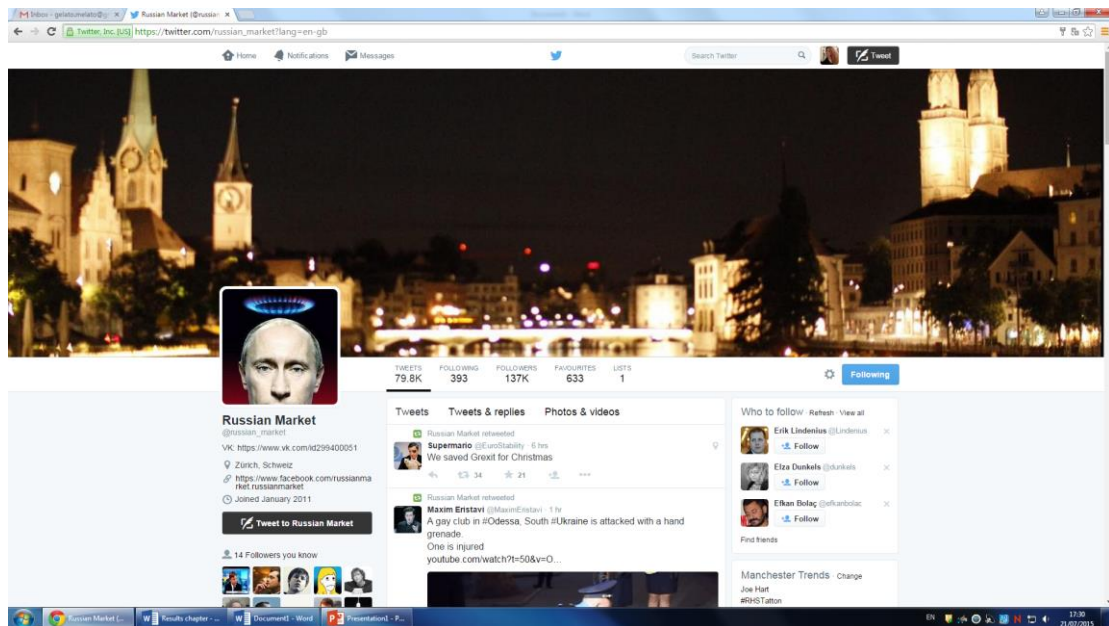 Russian Market (@russian
Twitter, Inc. [US] https://twitter.com/russian_market?lang=en-gb
Home Notifications Messages
Search Twitter
Tweet
TWEETS FOLLOWING FOLLOWERS FAVOURITES LISTS
79.8K 393 137K 633 1
Following
Russian Market
@russian_market
VK: https://www.vk.com/id299400051
Zürich, Schweiz
https://www.facebook.com/russianma
rket.russianmarket
Joined January 2011
Tweet to Russian Market
14 Followers you know
Tweets Tweets & replies Photos & videos
Russian Market retweeted
Supermario @EuroStability · 6 hrs
We saved Grexit for Christmas
34 21
Russian Market retweeted
Maxim Eristavi @MaximEristavi · 1 hr
A gay club in #Odessa, South #Ukraine is attacked with a hand
grenade.
One is injured
youtube.com/watch?t=50&v=O...
Who to follow · Refresh · View all
Erik Lindenius @Lindenius
Follow
Elza Dunkels @dunkels
Follow
Efkan Bolaç @efkanbolac
Follow
Find friends
Manchester Trends · Change
Joe Hart
#RHSTatton
Russian Market (...
Results chapter - ...
Document1 - Word
Presentation1 - P...
EN
17:30
21/07/2015